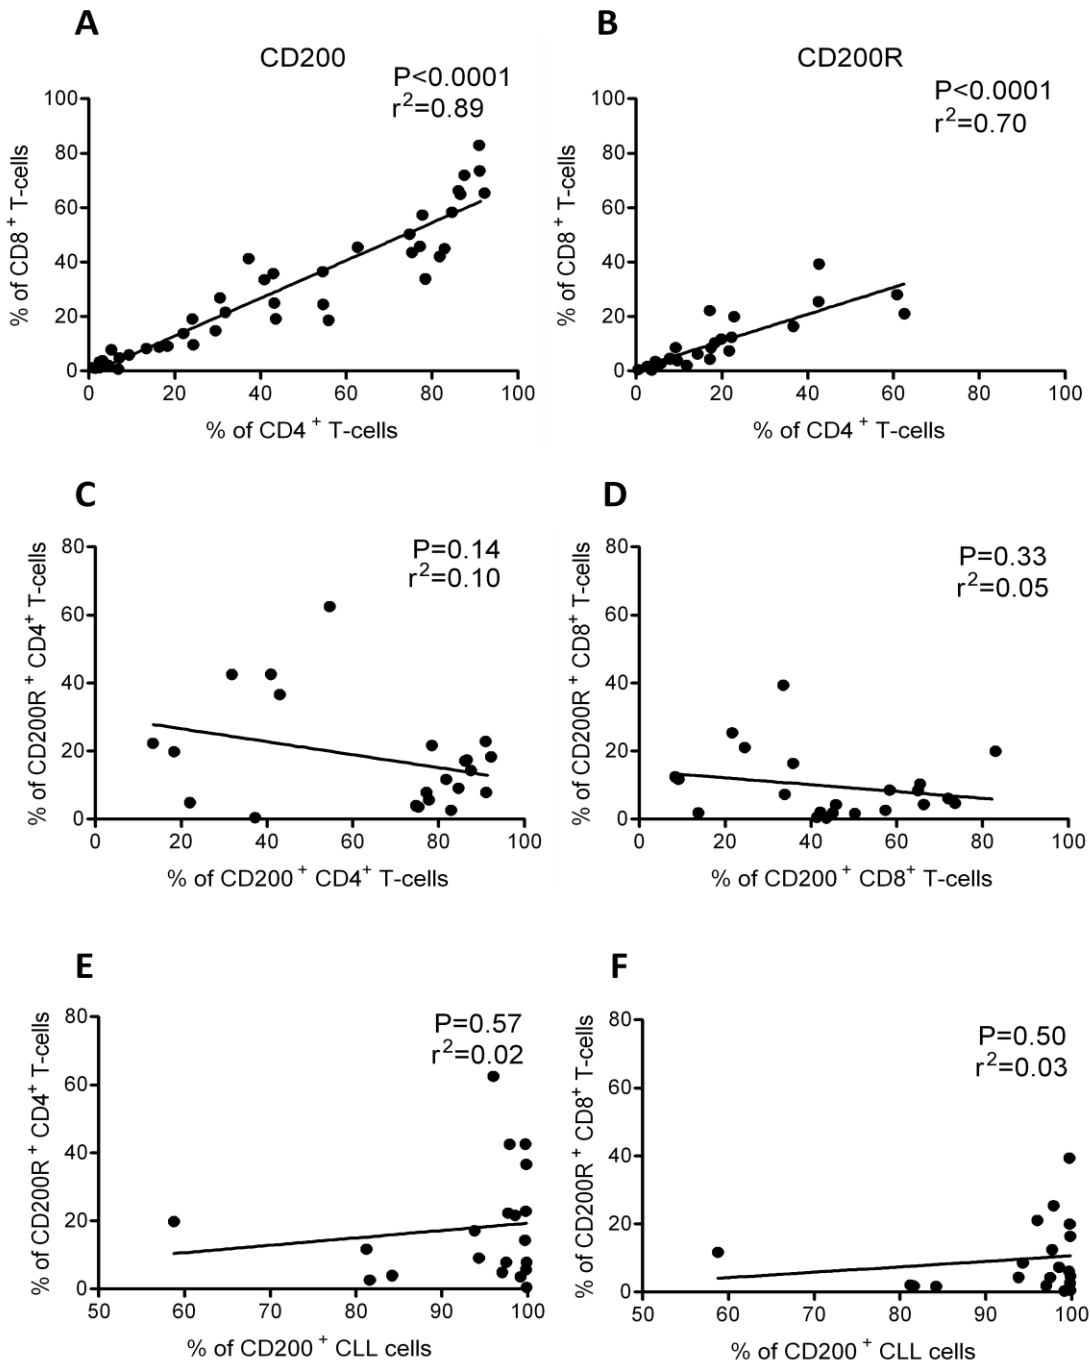 A
CD200
P<0.0001
r²=0.89
% of CD8 ⁺ T-cells
100
80
60
40
20
0
0 20 40 60 80 100
% of CD4 ⁺ T-cells
B
CD200R
P<0.0001
r²=0.70
% of CD8 ⁺ T-cells
100
80
60
40
20
0
0 20 40 60 80 100
% of CD4 ⁺ T-cells
C
P=0.14
r²=0.10
% of CD200R ⁺ CD4⁺ T-cells
80
60
40
20
0
0 20 40 60 80 100
% of CD200 ⁺ CD4⁺ T-cells
D
P=0.33
r²=0.05
% of CD200R ⁺ CD8⁺ T-cells
80
60
40
20
0
0 20 40 60 80 100
% of CD200 ⁺ CD8⁺ T-cells
E
P=0.57
r²=0.02
% of CD200R ⁺ CD4⁺ T-cells
80
60
40
20
0
50 60 70 80 90 100
% of CD200 ⁺ CLL cells
F
P=0.50
r²=0.03
% of CD200R ⁺ CD8⁺ T-cells
80
60
40
20
0
50 60 70 80 90 100
% of CD200 ⁺ CLL cells